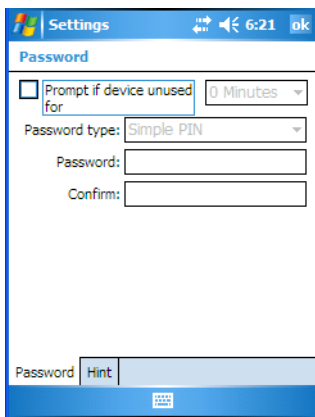 Settings 6:21 ok
Password
Prompt if device unused 0 Minutes
for
Password type: Simple PIN
Password:
Confirm:
Password Hint